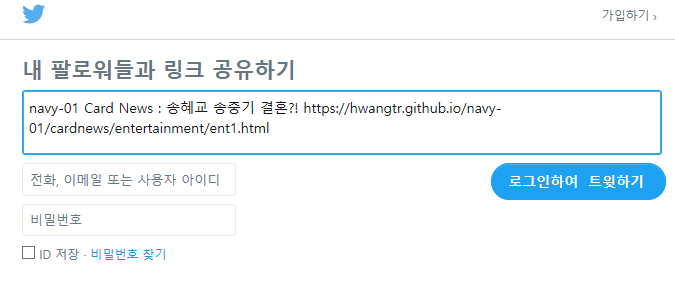 가입하기 ›
내 팔로워들과 링크 공유하기
navy-01 Card News : 송혜교 송중기 결혼?! https://hwangtr.github.io/navy-
01/cardnews/entertainment/ent1.html
전화, 이메일 또는 사용자 아이디
로그인하여 트윗하기
비밀번호
ID 저장 · 비밀번호 찾기